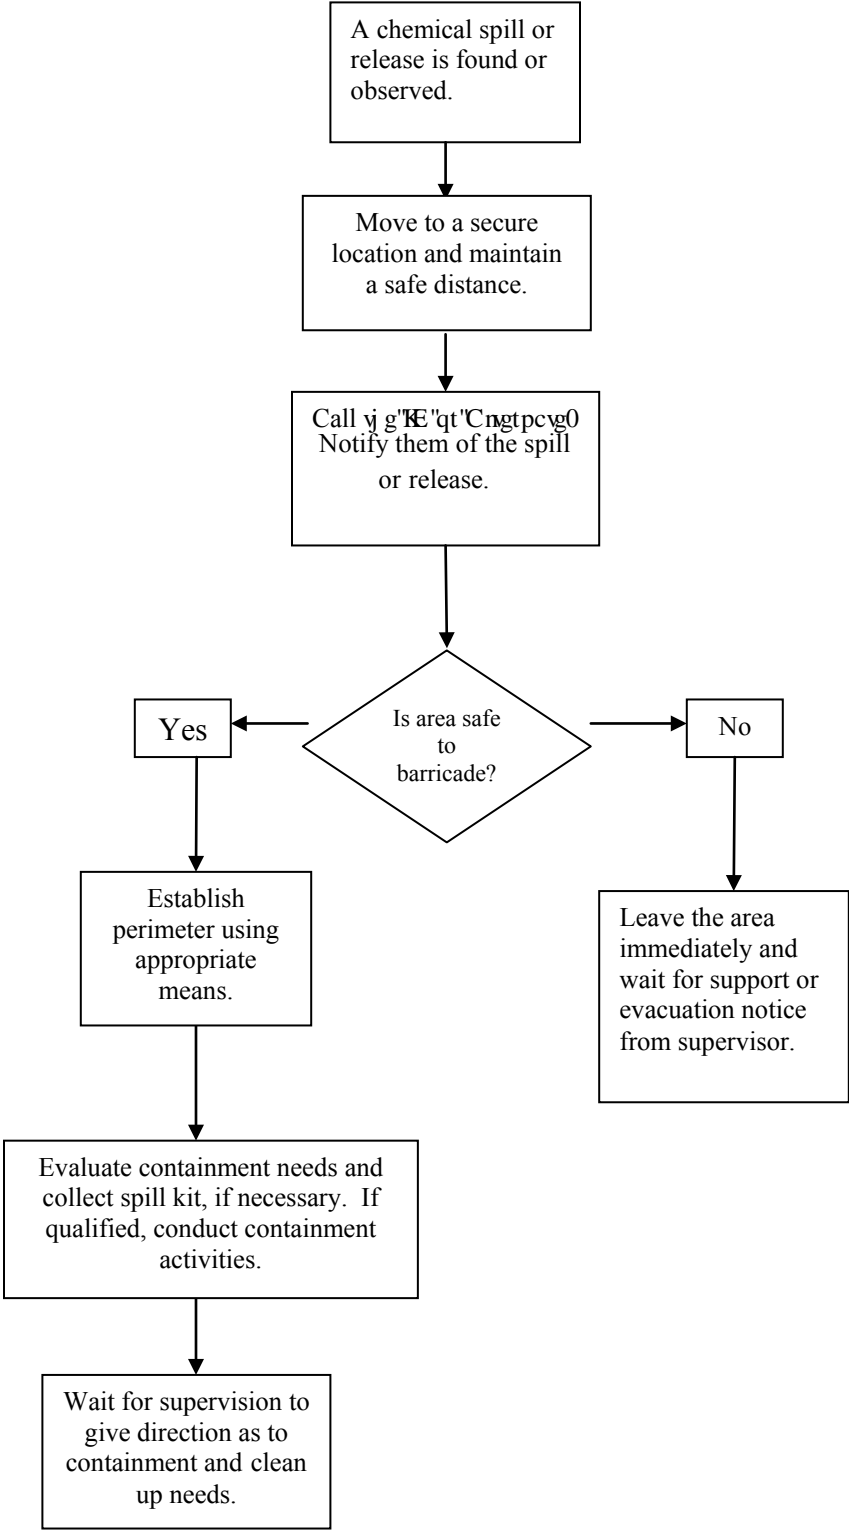 A chemical spill or
release is found or
observed.
Move to a secure
location and maintain
a safe distance.
Call
Notify them of the spill
or release.
Is area safe
to
barricade?
Yes
No
Establish
perimeter using
appropriate
means.
Leave the area
immediately and
wait for support or
evacuation notice
from supervisor.
Evaluate containment needs and
collect spill kit, if necessary.  If
qualified, conduct containment
activities.
Wait for supervision to
give direction as to
containment and clean
up needs.